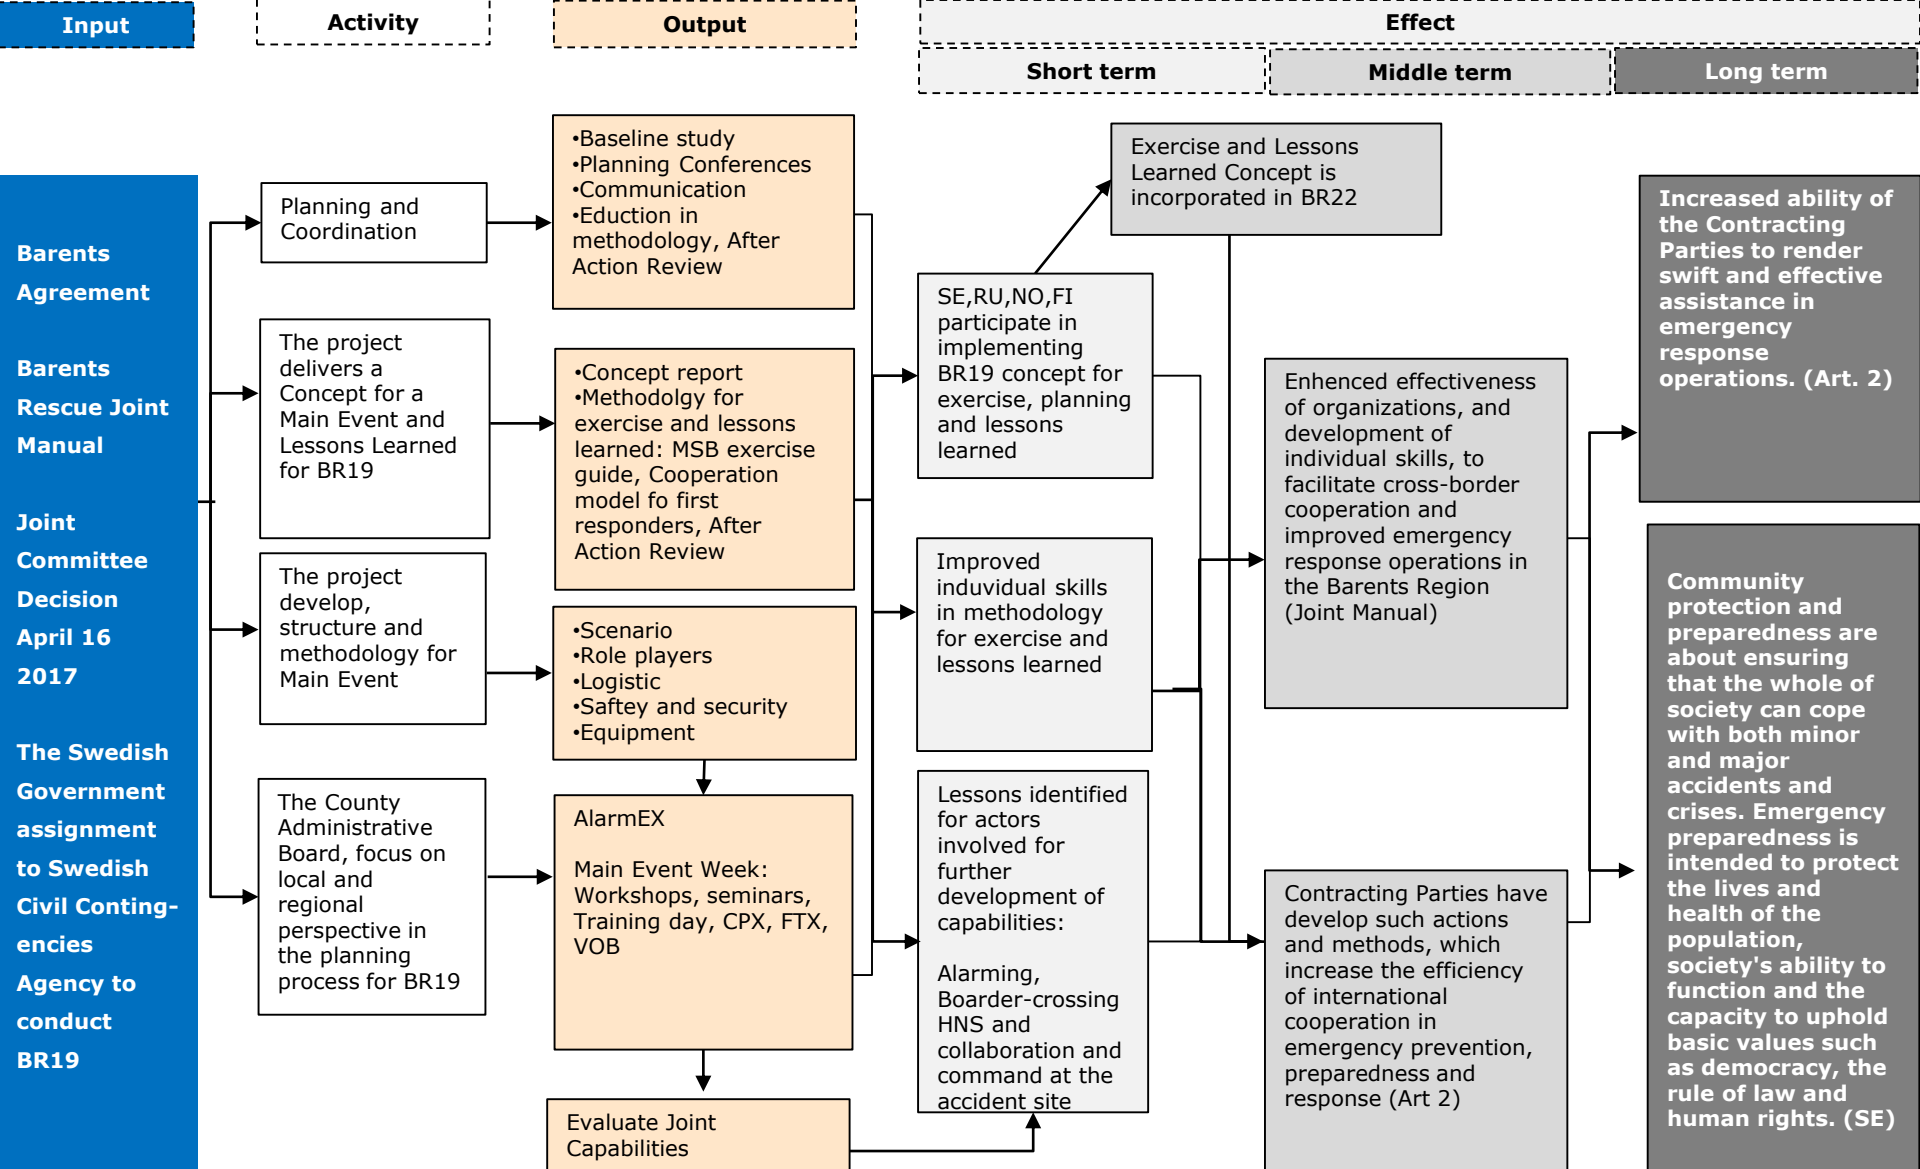 Input
Activity
Output
Effect
Short term
Middle term
Long term
Barents
Agreement
Barents
Rescue Joint
Manual
Joint
Committee
Decision
April 16
2017
The Swedish
Government
assignment
to Swedish
Civil Conting-
encies
Agency to
conduct
BR19
Planning and
Coordination
The project
delivers a
Concept for a
Main Event and
Lessons Learned
for BR19
The project
develop,
structure and
methodology for
Main Event
The County
Administrative
Board, focus on
local and
regional
perspective in
the planning
process for BR19
•Baseline study
•Planning Conferences
•Communication
•Eduction in
methodology, After
Action Review
•Concept report
•Methodolgy for
exercise and lessons
learned: MSB exercise
guide, Cooperation
model fo first
responders, After
Action Review
•Scenario
•Role players
•Logistic
•Saftey and security
•Equipment
AlarmEX
Main Event Week:
Workshops, seminars,
Training day, CPX, FTX,
VOB
Evaluate Joint
Capabilities
Exercise and Lessons
Learned Concept is
incorporated in BR22
SE,RU,NO,FI
participate in
implementing
BR19 concept for
exercise, planning
and lessons
learned
Improved
induvidual skills
in methodology
for exercise and
lessons learned
Lessons identified
for actors
involved for
further
development of
capabilities:
Alarming,
Boarder-crossing
HNS and
collaboration and
command at the
accident site
Enhanced effectiveness
of organizations, and
development of
individual skills, to
facilitate cross-border
cooperation and
improved emergency
response operations in
the Barents Region
(Joint Manual)
Contracting Parties have
develop such actions
and methods, which
increase the efficiency
of international
cooperation in
emergency prevention,
preparedness and
response (Art 2)
Increased ability of
the Contracting
Parties to render
swift and effective
assistance in
emergency
response
operations. (Art. 2)
Community
protection and
preparedness are
about ensuring
that the whole of
society can cope
with both minor
and major
accidents and
crises. Emergency
preparedness is
intended to protect
the lives and
health of the
population,
society's ability to
function and the
capacity to uphold
basic values such
as democracy, the
rule of law and
human rights. (SE)